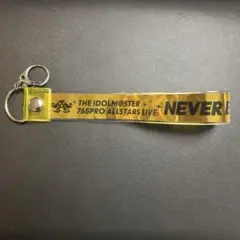 THE IDOLM@STER
765PRO ALLSTARS LIVE
NEVER